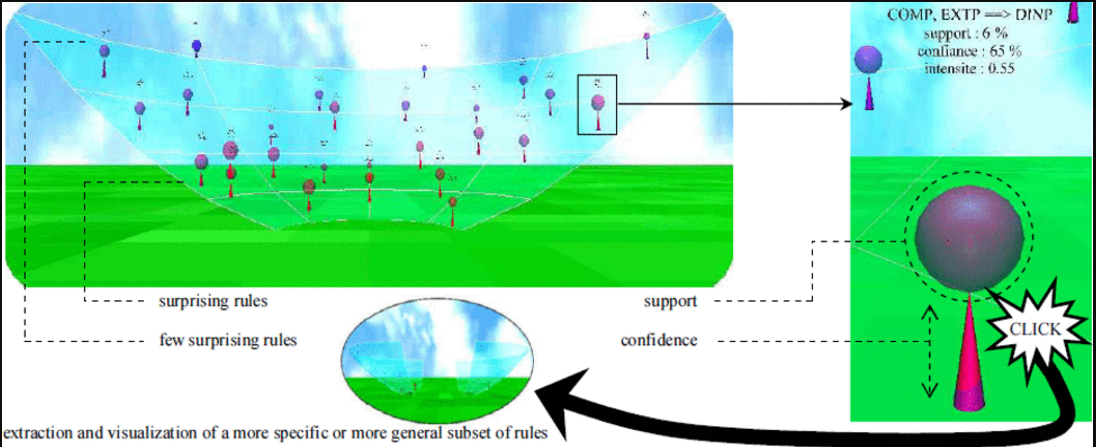 COMP, EXTP ==> DINP
support : 6 %
confiance : 65 %
intensite : 0.55
surprising rules
support
few surprising rules
confidence
CLICK
extraction and visualization of a more specific or more general subset of rules